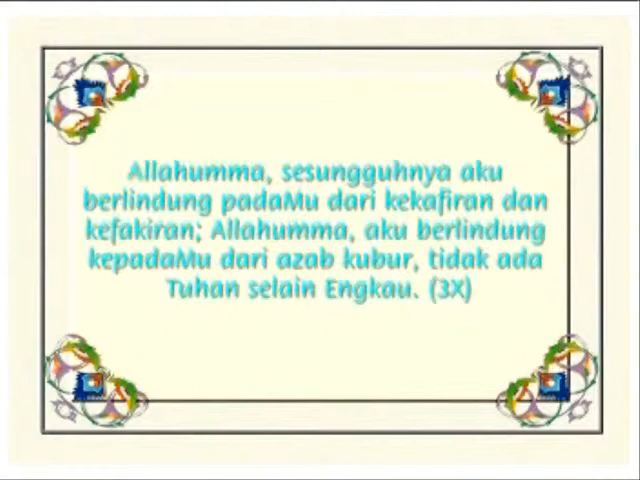 Allahumma, sesungguhnya aku
berlindung padaMu dari kekafiran dan
kefakiran; Allahumma, aku berlindung
kepadaMu dari azab kubur, tidak ada
Tuhan selain Engkau. (3X)